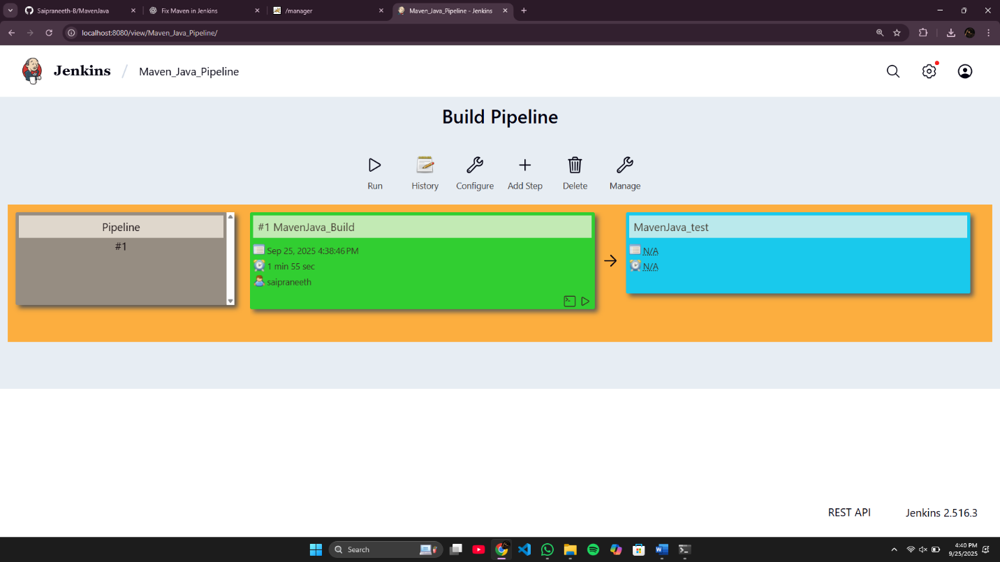 Saipraneeth-B/MavenJava
Fix Maven in Jenkins
/manager
Maven_Java_Pipeline - Jenkins
localhost:8080/view/Maven_Java_Pipeline/
Jenkins / Maven_Java_Pipeline
Build Pipeline
Run
History
Configure
Add Step
Delete
Manage
Pipeline
#1
#1 MavenJava_Build
Sep 25, 2025 4:38:46 PM
1 min 55 sec
saipraneeth
MavenJava_test
N/A
N/A
REST API
Jenkins 2.516.3
Search
4:40 PM
9/25/2025